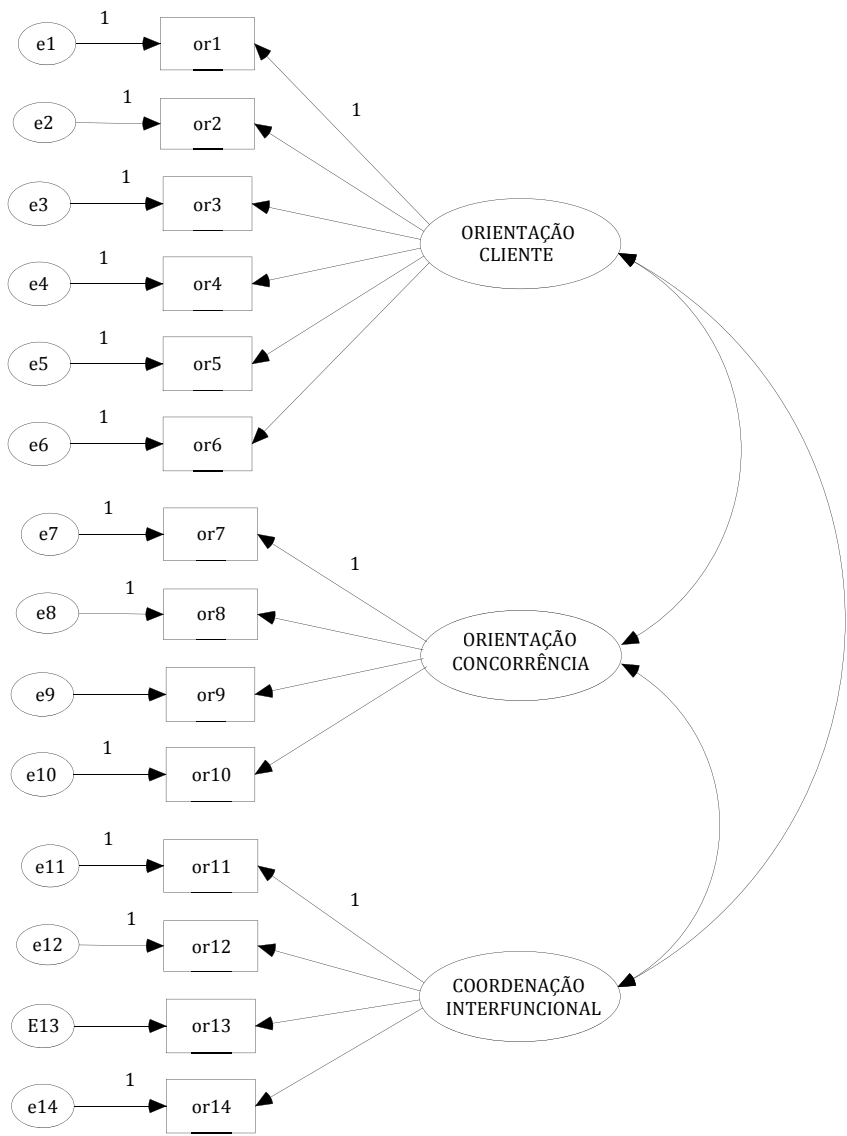 1
e1
or1
1
1
e2
or2
1
e3
or3
ORIENTAÇÃO
CLIENTE
1
e4
or4
1
e5
or5
1
e6
or6
1
e7
or7
1
1
e8
or8
ORIENTAÇÃO
CONCORRÊNCIA
e9
or9
1
e10
or10
1
e11
or11
1
1
e12
or12
COORDENAÇÃO
INTERFUNCIONAL
E13
or13
1
e14
or14